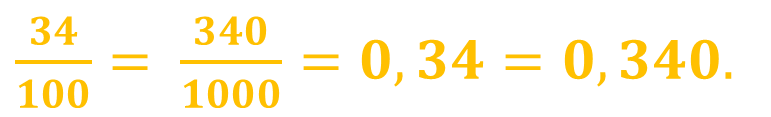 34/100 = 340/1000 = 0,34 = 0,340.